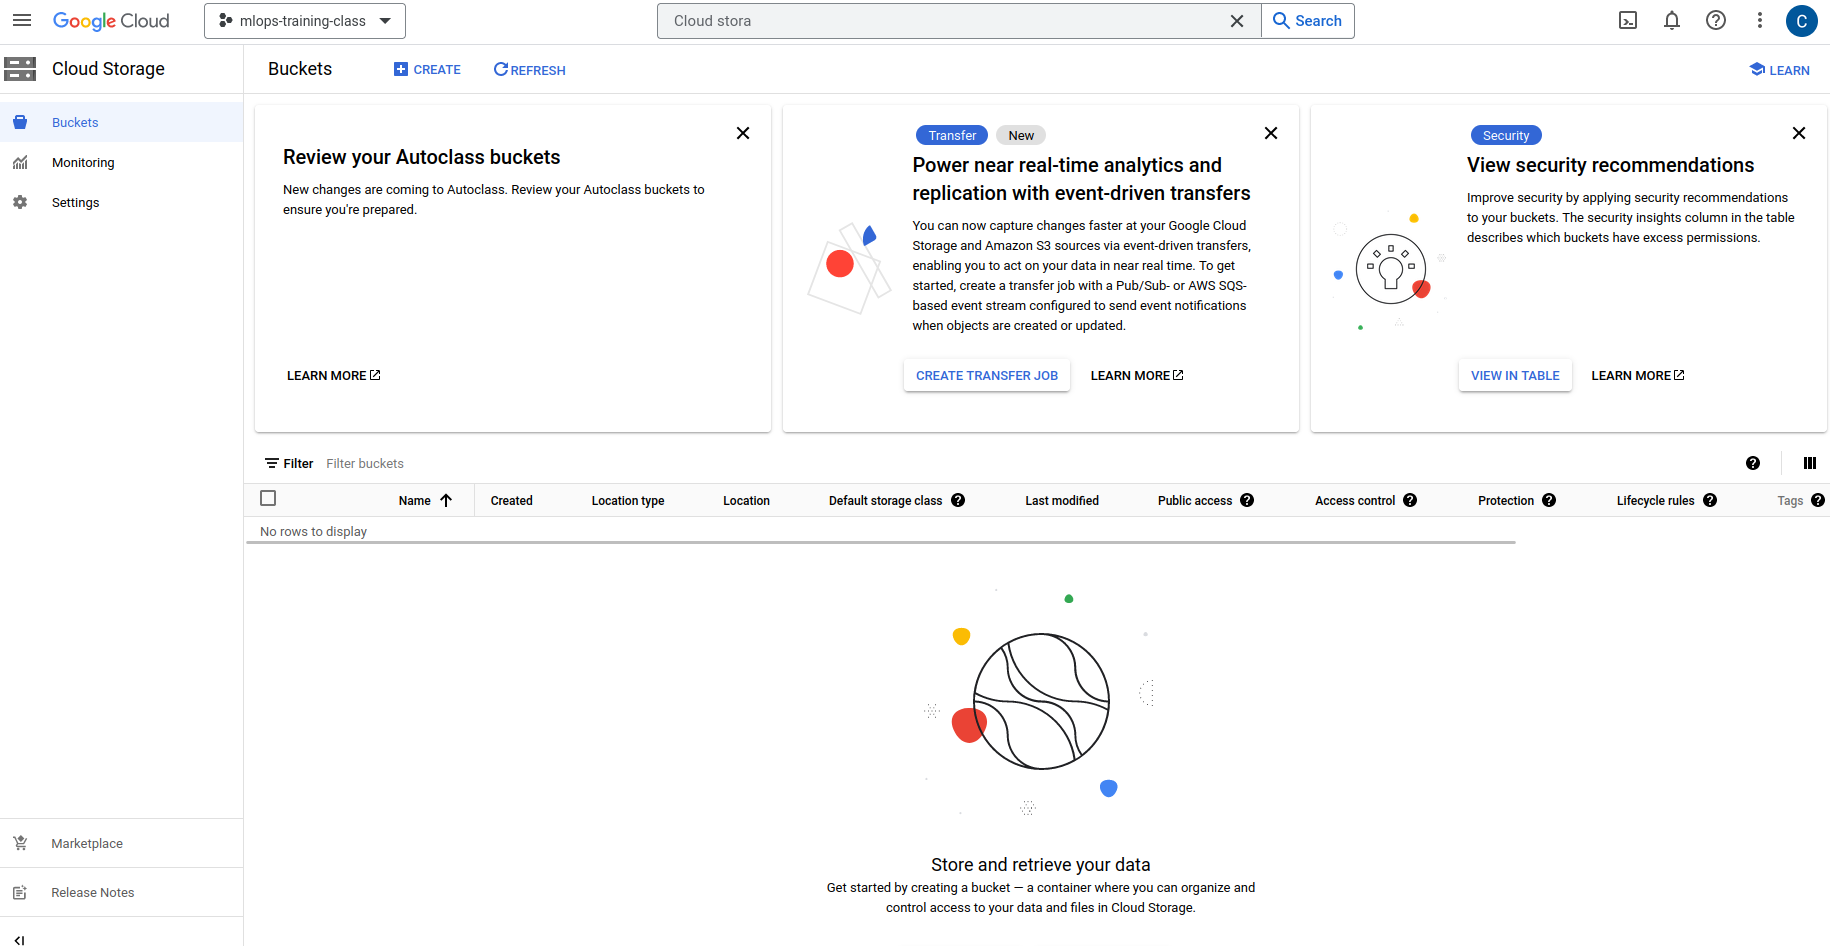 Google Cloud
mlops-training-class
Cloud stora
Search
C
Cloud Storage
Buckets
Monitoring
Settings
Marketplace
Release Notes
Buckets
CREATE
REFRESH
LEARN
Review your Autoclass buckets
New changes are coming to Autoclass. Review your Autoclass buckets to
ensure you're prepared.
LEARN MORE
Transfer New
Power near real-time analytics and
replication with event-driven transfers
You can now capture changes faster at your Google Cloud
Storage and Amazon S3 sources via event-driven transfers,
enabling you to act on your data in near real time. To get
started, create a transfer job with a Pub/Sub- or AWS SQS-
based event stream configured to send event notifications
when objects are created or updated.
CREATE TRANSFER JOB LEARN MORE
Security
View security recommendations
Improve security by applying security recommendations
to your buckets. The security insights column in the table
describes which buckets have excess permissions.
VIEW IN TABLE LEARN MORE
Filter Filter buckets
Name Created Location type Location Default storage class Last modified Public access Access control Protection Lifecycle rules Tags
No rows to display
Store and retrieve your data
Get started by creating a bucket — a container where you can organize and
control access to your data and files in Cloud Storage.